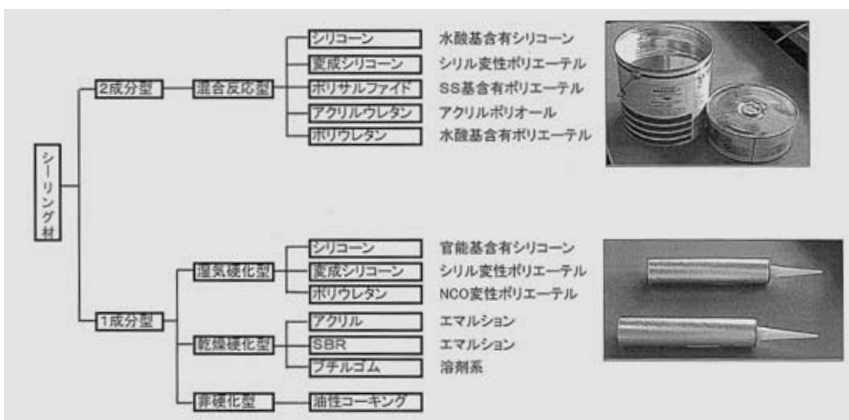 シリコーン 水酸基含有シリコーン
変成シリコーン シリル変性ポリエーテル
2成分型 混合反応型 ポリサルファイド SS基含有ポリエーテル
アクリルウレタン アクリルポリオール
ポリウレタン 水酸基含有ポリエーテル
シーリング材
シリコーン 官能基含有シリコーン
湿気硬化型 変成シリコーン シリル変性ポリエーテル
ポリウレタン NCO変性ポリエーテル
1成分型
アクリル エマルション
乾燥硬化型 SBR エマルション
ブチルゴム 溶剤系
非硬化型 油性コーキング